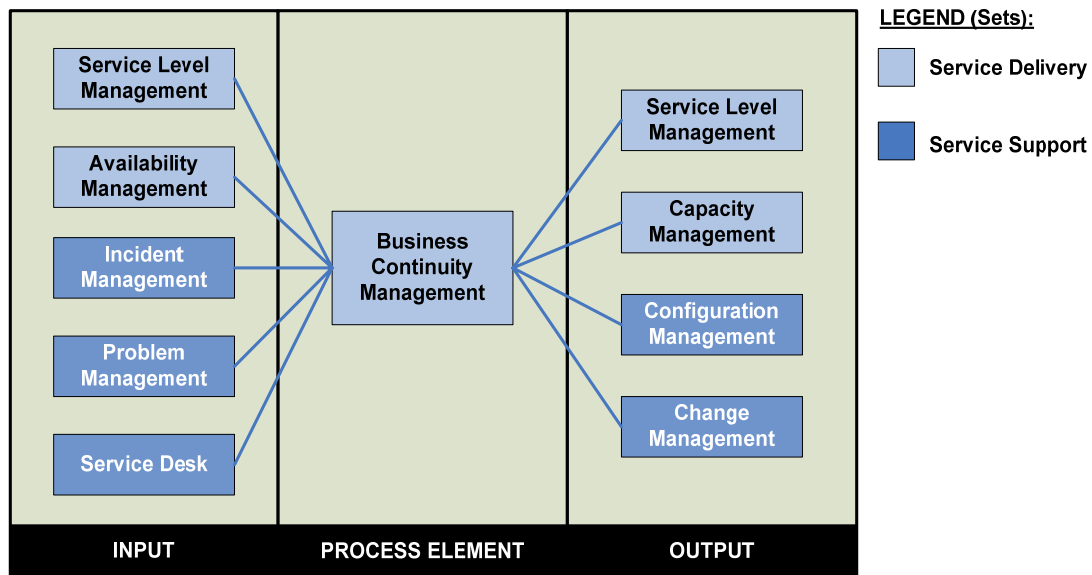 Service Level
Management
Availability
Management
Incident
Management
Problem
Management
Service Desk
INPUT
Business
Continuity
Management
PROCESS ELEMENT
Service Level
Management
Capacity
Management
Configuration
Management
Change
Management
OUTPUT
LEGEND (Sets):
Service Delivery
Service Support